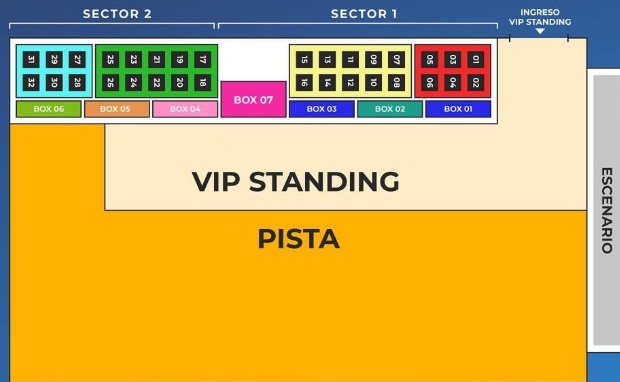 SECTOR 2
SECTOR 1
INGRESO
VIP STANDING
31 29 27
25 23 21 19 17
15 13 11 09 07
05 03 01
32 30 28
26 24 22 20 18
16 14 12 10 08
06 04 02
BOX 06
BOX 05
BOX 04
BOX 07
BOX 03
BOX 02
BOX 01
VIP STANDING
PISTA
ESCENARIO